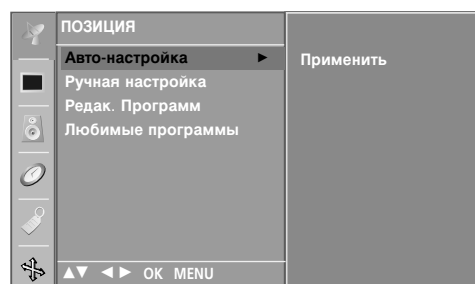 ПОЗИЦИЯ
Авто-настройка ►
Применить
Ручная настройка
Редак. Программ
Любимые программы
▲▼ ◄► OK MENU